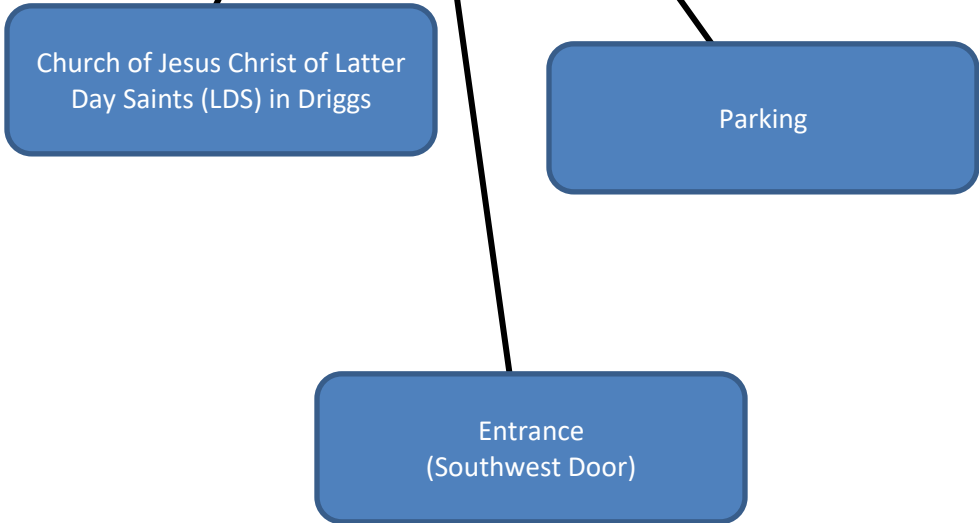 Church of Jesus Christ of Latter
Day Saints (LDS) in Driggs
Parking
Entrance
(Southwest Door)